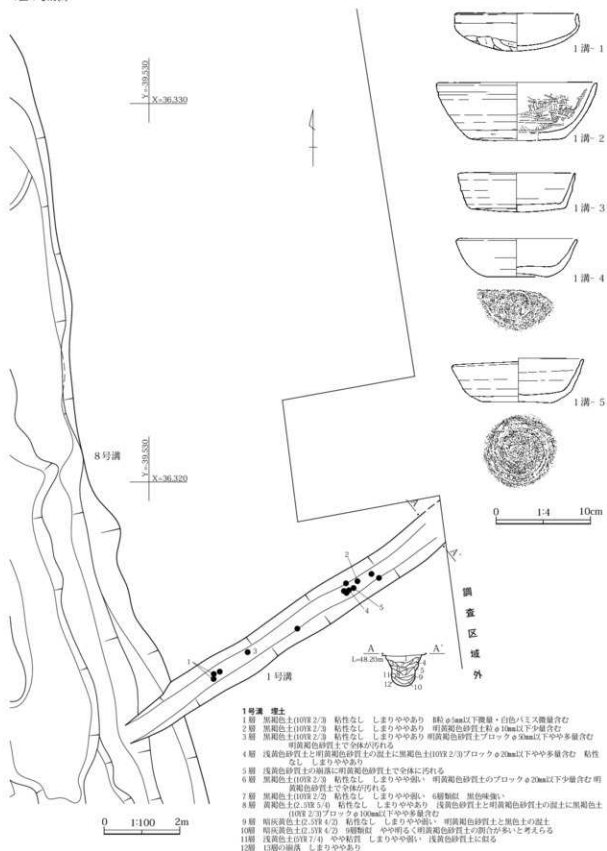 Y=-39.530
X=36.330
1溝- 1
1溝- 2
1溝- 3
1溝- 4
1溝- 5
0 1:4 10cm
8号溝
Y=-39.530
X=36.320
A
A'
調査区域外
1
3
2
5
4
1号溝
A A'
L=48.20m
4
5
9
11
12
10
1号溝 埋土
1層 黒褐色土(10YR 2/3) 粘性なし しまりややあり 礫粒φ5mm以下微量・白色パミス微量含む
2層 黒褐色土(10YR 2/3) 粘性なし しまりややあり 明黄褐色砂質土粒φ10mm以下少量含む
3層 黒褐色土(10YR 2/3) 粘性なし しまりややあり 明黄褐色砂質土ブロックφ50mm以下やや多量含む
明黄褐色砂質土で全体が汚れる
4層 浅黄色砂質土と明黄褐色砂質土の混土に黒褐色土(10YR 2/3)ブロックφ20mm以下やや多量含む 粘性
なし しまりややあり
5層 浅黄色砂質土の崩落に明黄褐色砂質土で全体に汚れる
6層 黒褐色土(10YR 2/3) 粘性なし しまりやや弱い 明黄褐色砂質土のブロックφ20mm以下少量含む 明
黄褐色砂質土で全体が汚れる
7層 黒褐色土(10YR 2/2) 粘性なし しまりやや弱い 6層類似 黒色味強い
8層 黄褐色土(2.5YR 5/4) 粘性なし しまりややあり 浅黄色砂質土と明黄褐色砂質土の混土に黒褐色土
(10YR 2/3)ブロックφ100mm以下やや多量含む
9層 暗灰黄色土(2.5YR 4/2) 粘性なし しまりやや弱い 明黄褐色砂質土と黒色土の混土
10層 暗灰黄色土(2.5YR 4/2) 9層類似 やや明るく明黄褐色砂質土の割合が多いと考えらる
11層 浅黄色土(5YR 7/4) やや粘質 しまりやや弱い 浅黄色砂質土に似る
12層 13層の崩落 しまりややあり
0 1:100 2m